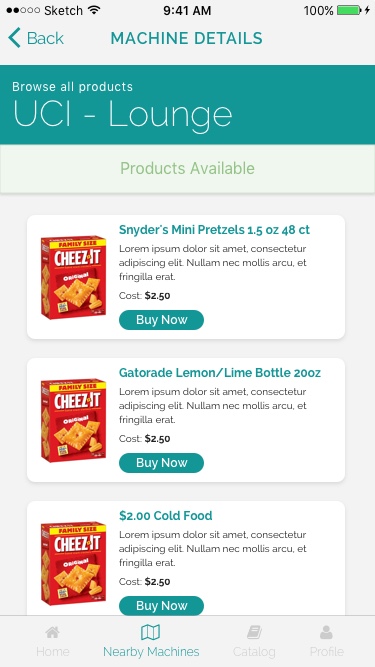 Sketch 9:41 AM 100%
Back MACHINE DETAILS
Browse all products
UCI - Lounge
Products Available
Snyder's Mini Pretzels 1.5 oz 48 ct
FAMILY SIZE
CHEEZ-IT
ORIGINAL
Lorem ipsum dolor sit amet, consectetur
adipiscing elit. Nullam nec mollis arcu, et
fringilla erat.
Cost: $2.50
Buy Now
Gatorade Lemon/Lime Bottle 20oz
FAMILY SIZE
CHEEZ-IT
ORIGINAL
Lorem ipsum dolor sit amet, consectetur
adipiscing elit. Nullam nec mollis arcu, et
fringilla erat.
Cost: $2.50
Buy Now
$2.00 Cold Food
FAMILY SIZE
CHEEZ-IT
ORIGINAL
Lorem ipsum dolor sit amet, consectetur
adipiscing elit. Nullam nec mollis arcu, et
fringilla erat.
Cost: $2.50
Buy Now
Home Nearby Machines Catalog Profile